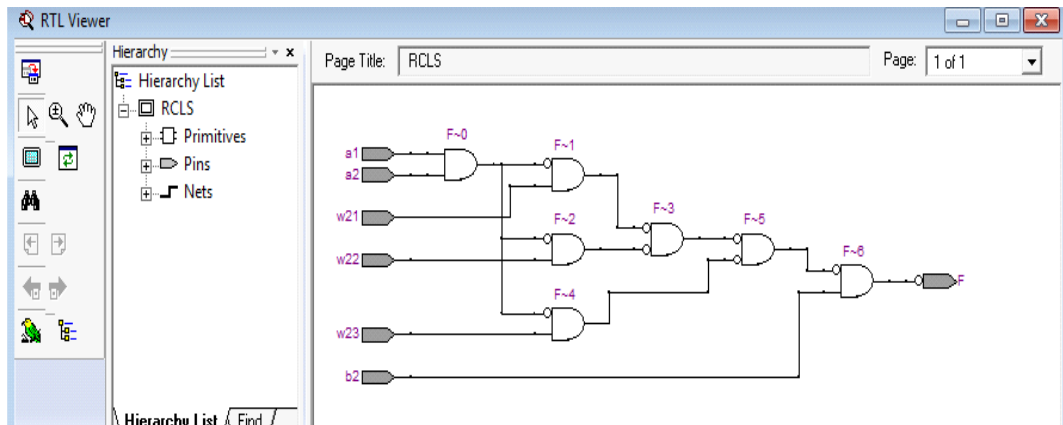 RTL Viewer
Hierarchy
Hierarchy List
RCLS
Primitives
Pins
Nets
Hierarchy List
Find
Page Title:
RCLS
Page:
1 of 1
F~0
a1
a2
F~1
w21
F~2
F~3
F~5
w22
F~6
F
F~4
w23
b2